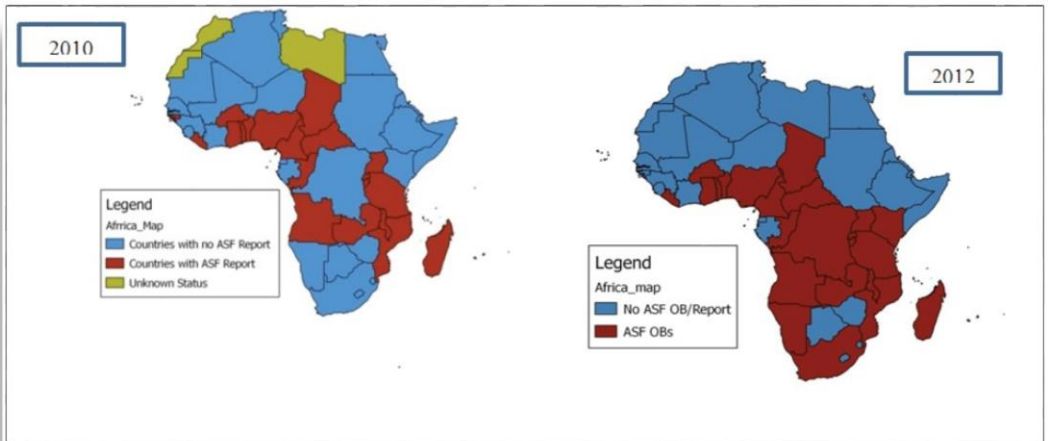 2010
Legend
Afrrica_Map
Countries with no ASF Report
Countries with ASF Report
Unknown Status
2012
Legend
Africa_map
No ASF OB/Report
ASF OBs